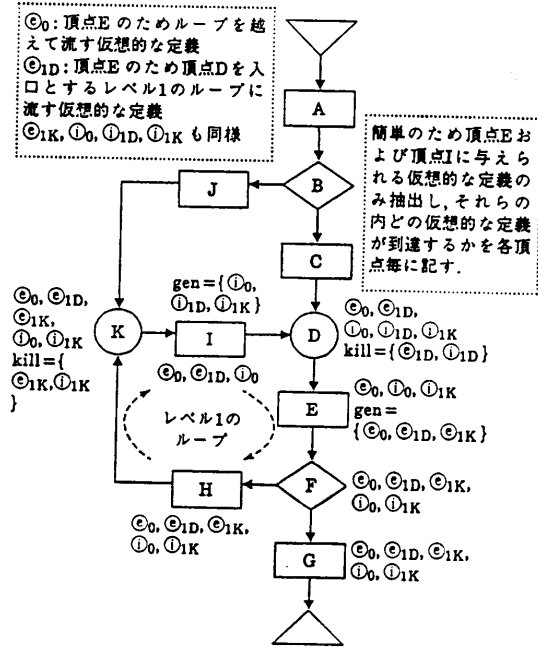 ⓔ0:頂点Eのためループを越
えて流す仮想的な定義
ⓔ1D:頂点Eのため頂点Dを入
口とするレベル1のループに
流す仮想的な定義
ⓔ1K, ⓘ0, ⓘ1D, ⓘ1K も同様
A
簡単のため頂点Eお
よび頂点Iに与えら
れる仮想的な定義の
み抽出し,それらの
内どの仮想的な定義
が到達するかを各頂
点毎に記す.
J
B
C
gen={ⓘ0,
ⓘ1D, ⓘ1K}
ⓔ0, ⓔ1D,
ⓔ1K,
ⓘ0, ⓘ1K
kill={
ⓔ1K, ⓘ1K
}
K
I
D
ⓔ0, ⓔ1D,
ⓘ0, ⓘ1D, ⓘ1K
kill={ⓔ1D, ⓘ1D}
ⓔ0, ⓔ1D, ⓘ0
E
ⓔ0, ⓘ0, ⓘ1K
gen=
{ⓔ0, ⓔ1D, ⓔ1K}
レベル1の
ループ
H
F
ⓔ0, ⓔ1D, ⓔ1K,
ⓘ0, ⓘ1K
ⓔ0, ⓔ1D, ⓔ1K,
ⓘ0, ⓘ1K
G
ⓔ0, ⓔ1D, ⓔ1K,
ⓘ0, ⓘ1K